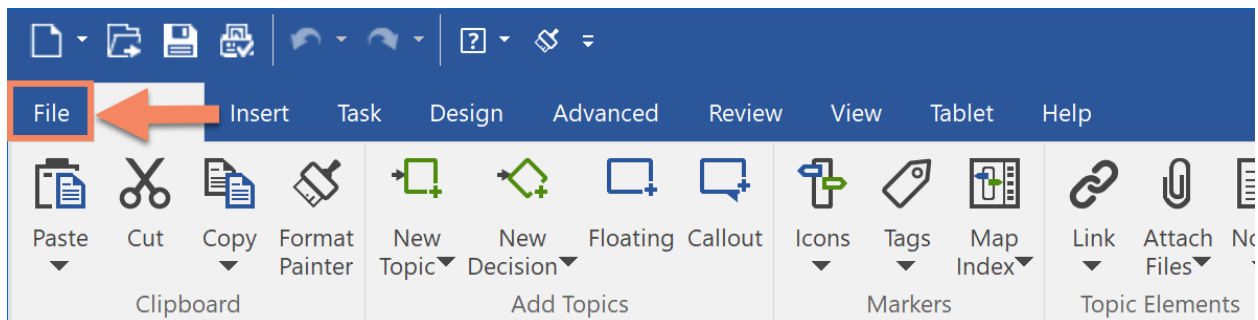 File Insert Task Design Advanced Review View Tablet Help
Paste Cut Copy Format New New Floating Callout Icons Tags Map Link Attach
Painter Topic Decision Index Files
Clipboard Add Topics Markers Topic Elements